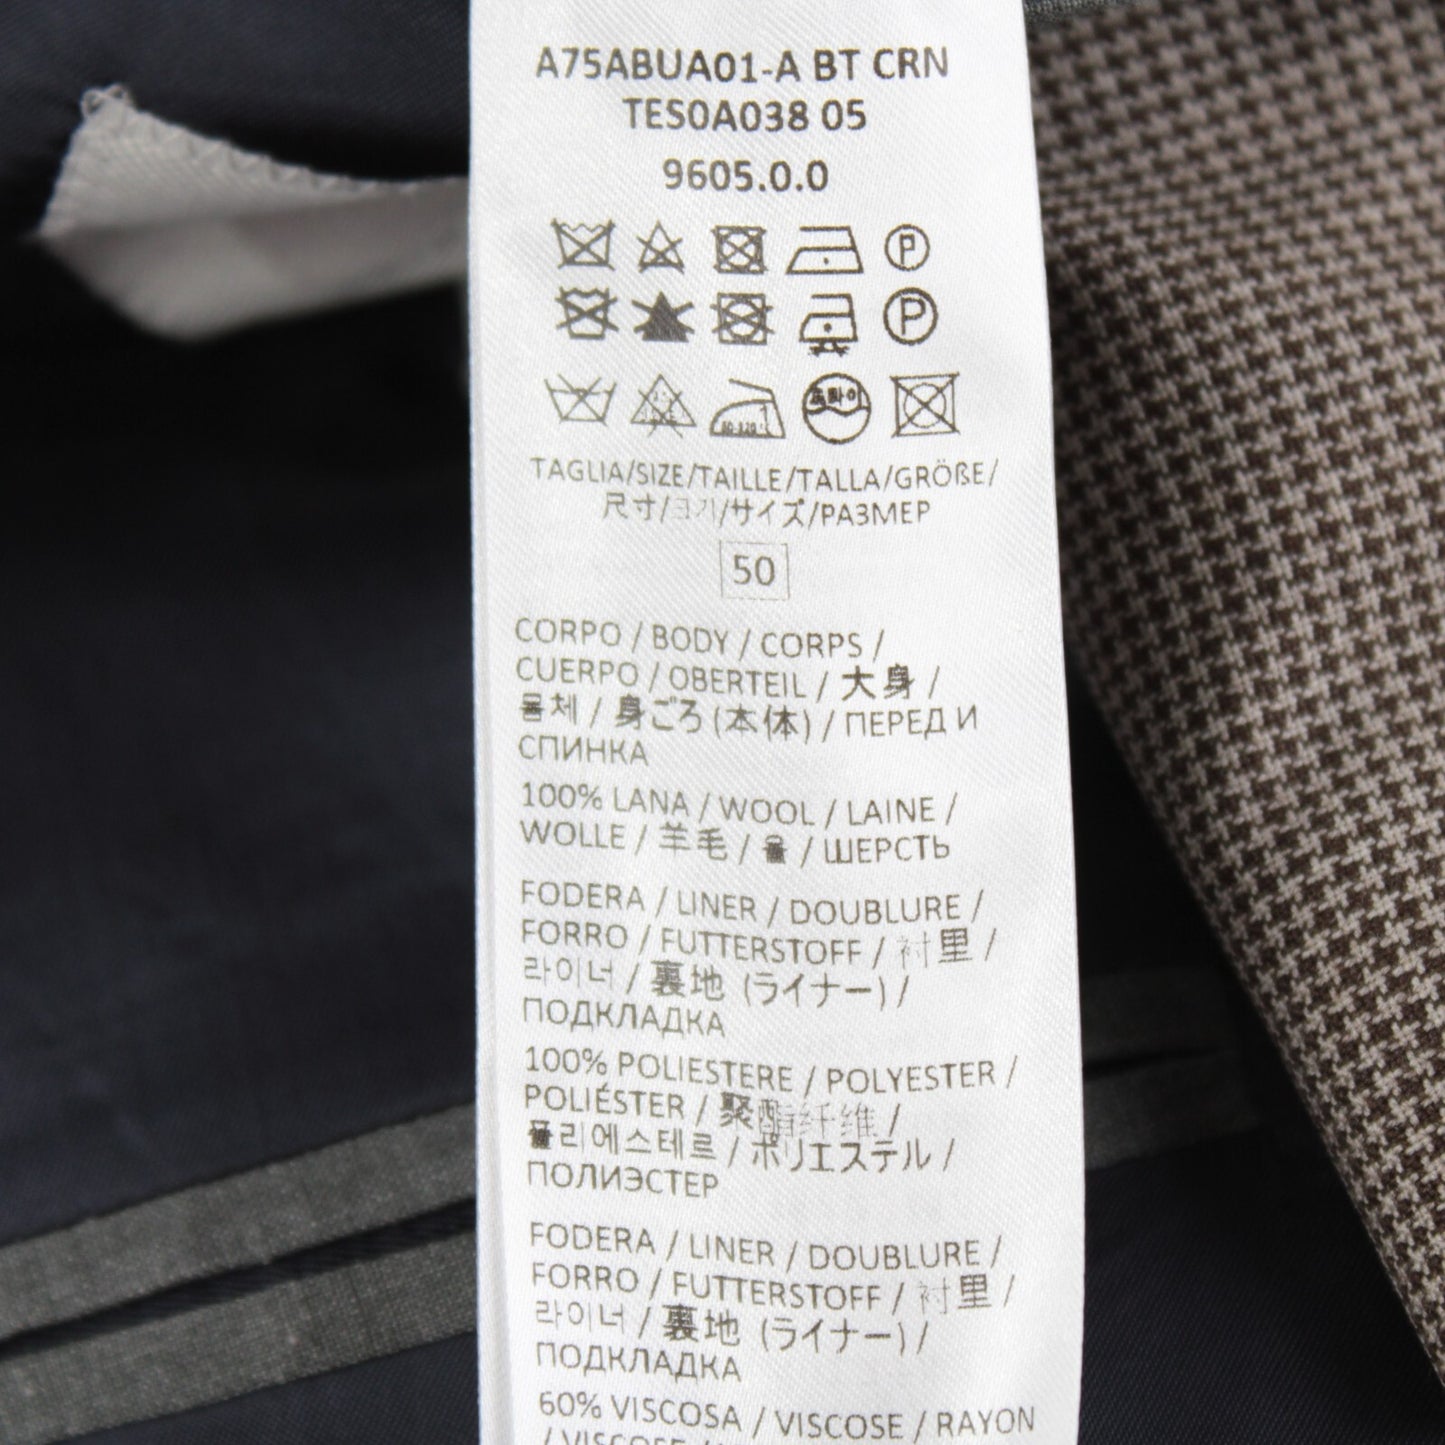 A75ABUA01-A BT CRN
TES0A038 05
9605.0.0
P
P
드라이
TAGLIA/SIZE/TAILLE/TALLA/GRÖßE/
尺寸/크기/サイズ/РАЗМЕР
50
CORPO / BODY / CORPS /
CUERPO / OBERTEIL / 大身 /
몸체 / 身ごろ (本体) / ПЕРЕД И
СПИНКА
100% LANA / WOOL / LAINE /
WOLLE / 羊毛 / 울 / ШЕРСТЬ
FODERA / LINER / DOUBLURE /
FORRO / FUTTERSTOFF / 衬里 /
라이너 / 裏地 (ライナー) /
ПОДКЛАДКА
100% POLIESTERE / POLYESTER /
POLIÉSTER / 聚酯纤维 /
폴리에스테르 / ポリエステル /
ПОЛИЭСТЕР
FODERA / LINER / DOUBLURE /
FORRO / FUTTERSTOFF / 衬里 /
라이너 / 裏地 (ライナー) /
ПОДКЛАДКА
60% VISCOSA / VISCOSE / RAYON
/ VISCOSE /